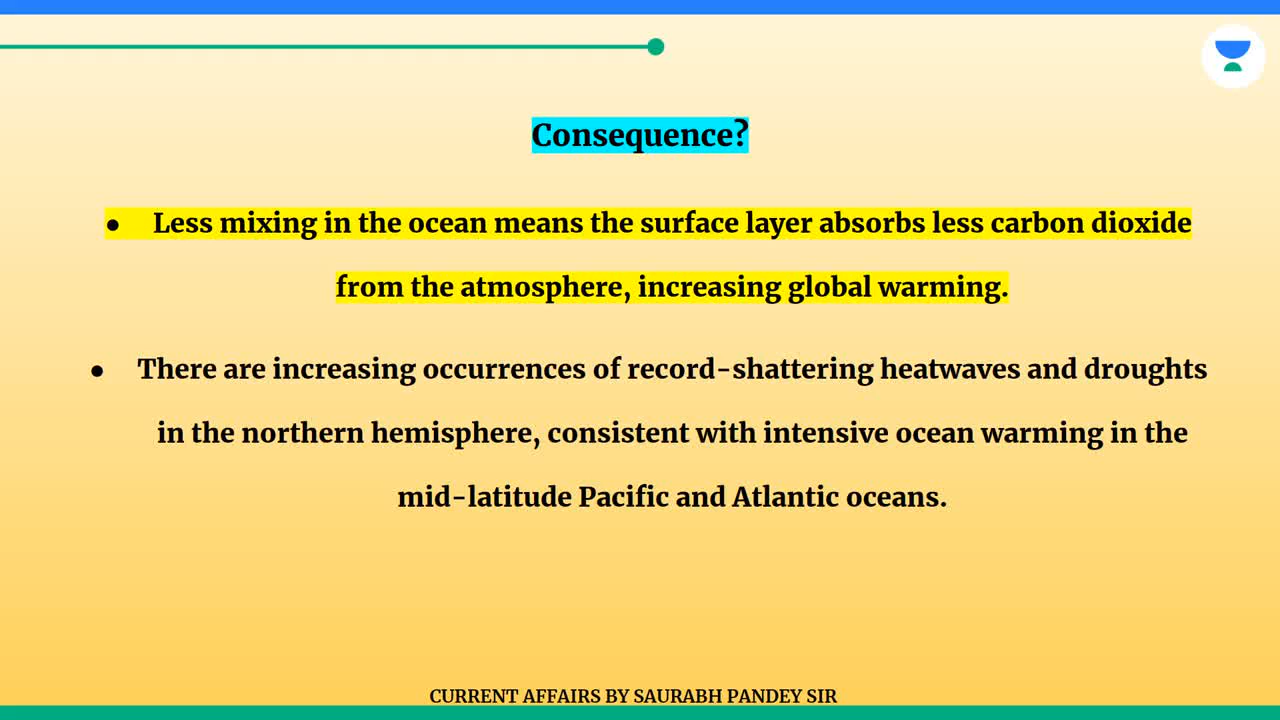 Consequence?
● Less mixing in the ocean means the surface layer absorbs less carbon dioxide
from the atmosphere, increasing global warming.
● There are increasing occurrences of record-shattering heatwaves and droughts
in the northern hemisphere, consistent with intensive ocean warming in the
mid-latitude Pacific and Atlantic oceans.
CURRENT AFFAIRS BY SAURABH PANDEY SIR